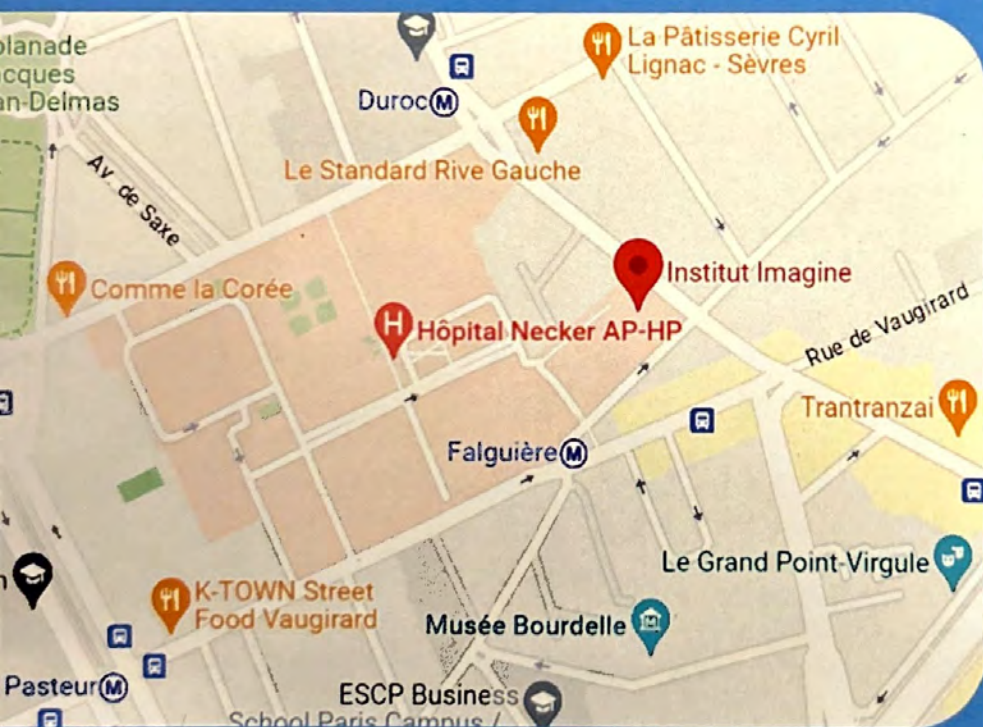 planade
acques
an-Delmas
La Pâtisserie Cyril
Lignac - Sèvres
Duroc M
Le Standard Rive Gauche
Av. de Saxe
Institut Imagine
Comme la Corée
H
Hôpital Necker AP-HP
Rue de Vaugirard
Trantranzai
Falguière M
Le Grand Point-Virgule
n
K-TOWN Street
Food Vaugirard
Musée Bourdelle
Pasteur M
ESCP Business
School Paris Campus /